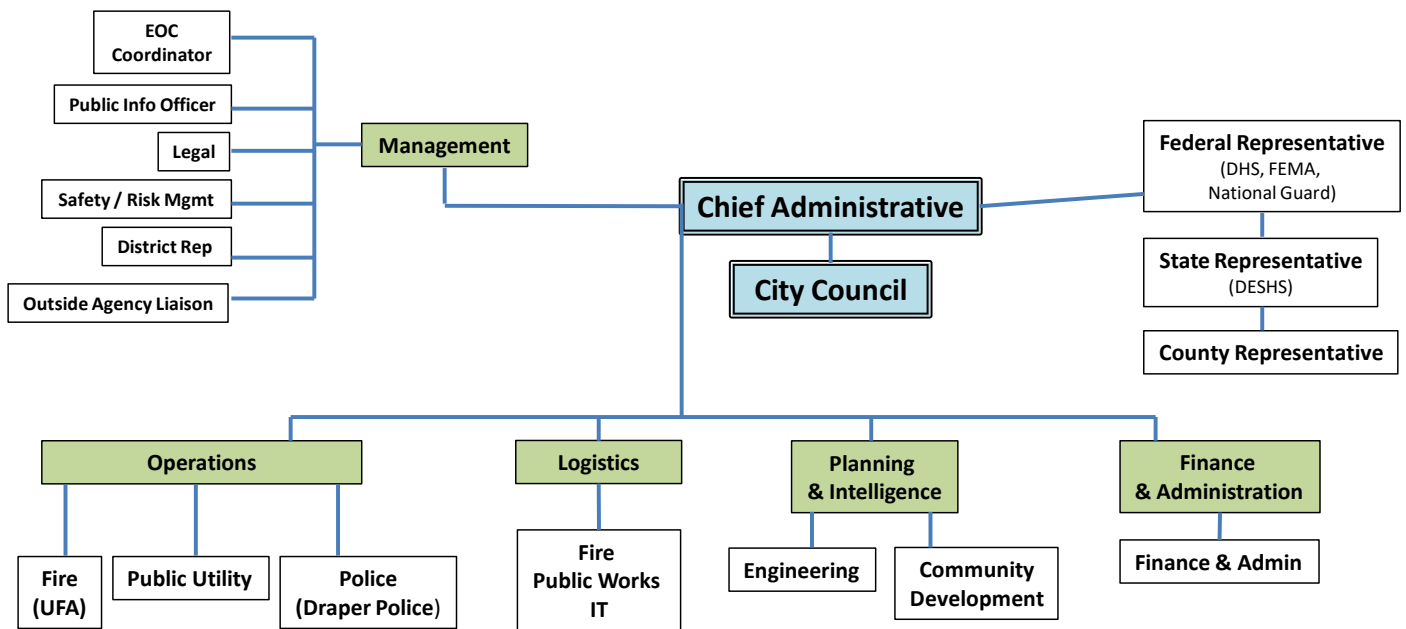 EOC
Coordinator
Public Info Officer
Legal
Safety / Risk Mgmt
District Rep
Outside Agency Liaison
Management
Chief Administrative
City Council
Federal Representative
(DHS, FEMA,
National Guard)
State Representative
(DESHS)
County Representative
Operations
Fire
(UFA)
Public Utility
Police
(Draper Police)
Logistics
Fire
Public Works
IT
Planning
& Intelligence
Engineering
Community
Development
Finance
& Administration
Finance & Admin